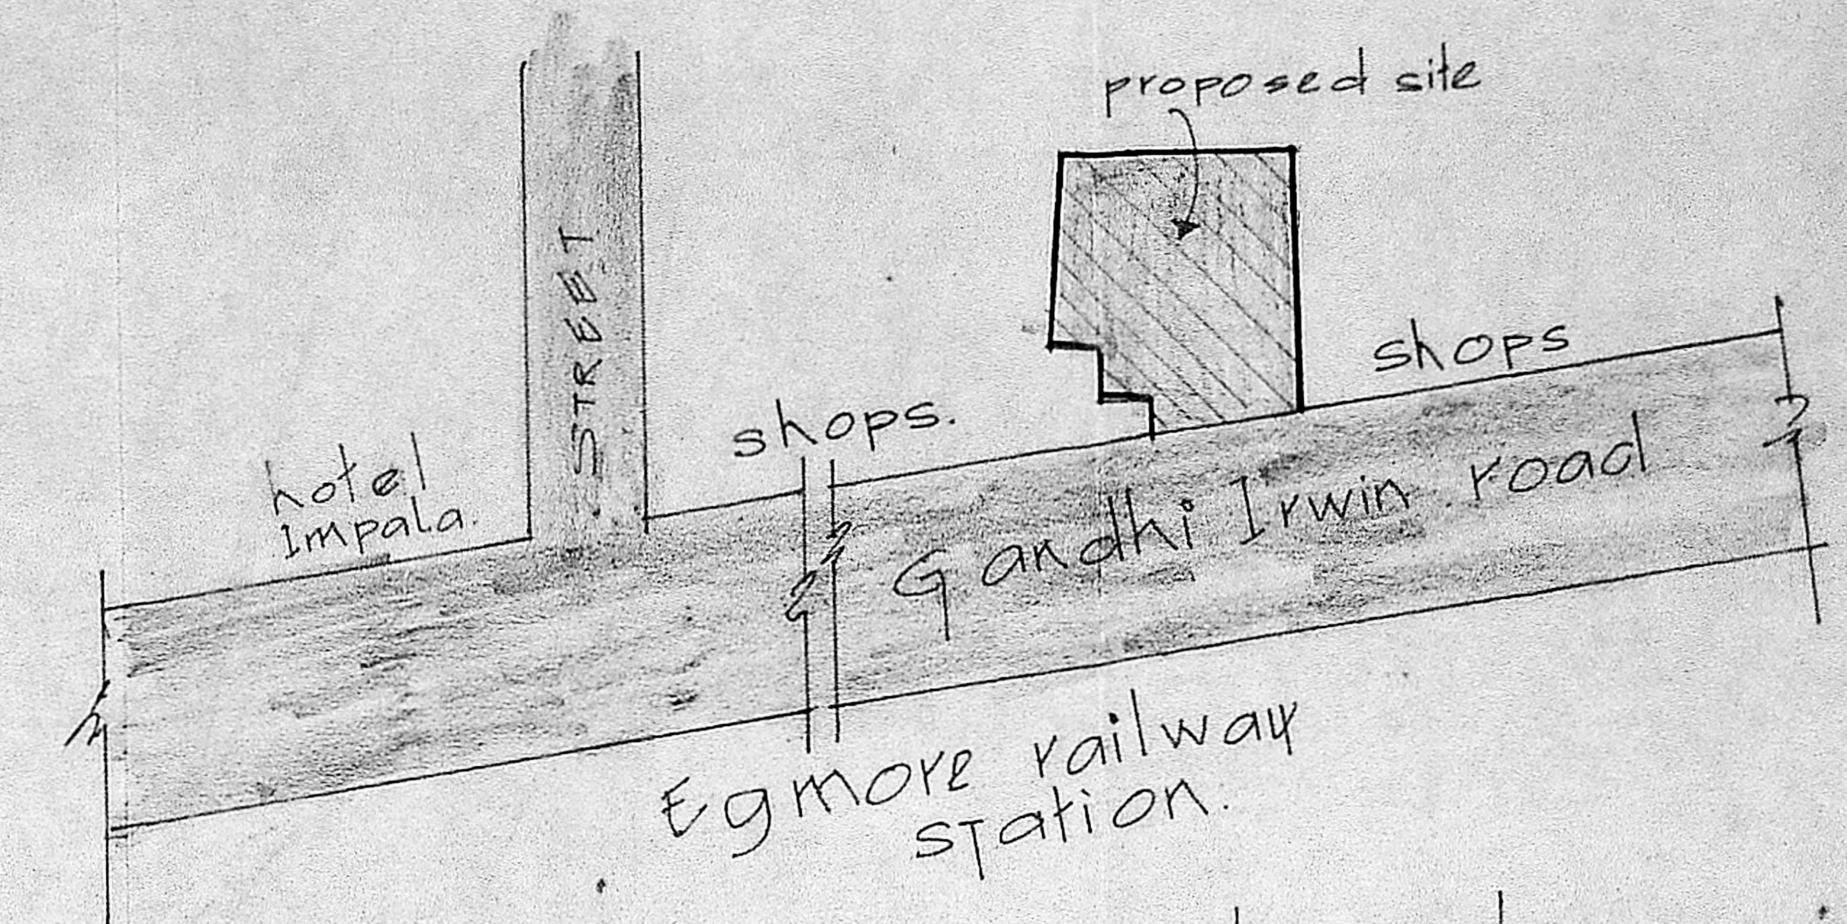 proposed site
STREET
shops
shops.
hotel
Impala.
Gandhi Irwin road
Egmore railway
station.